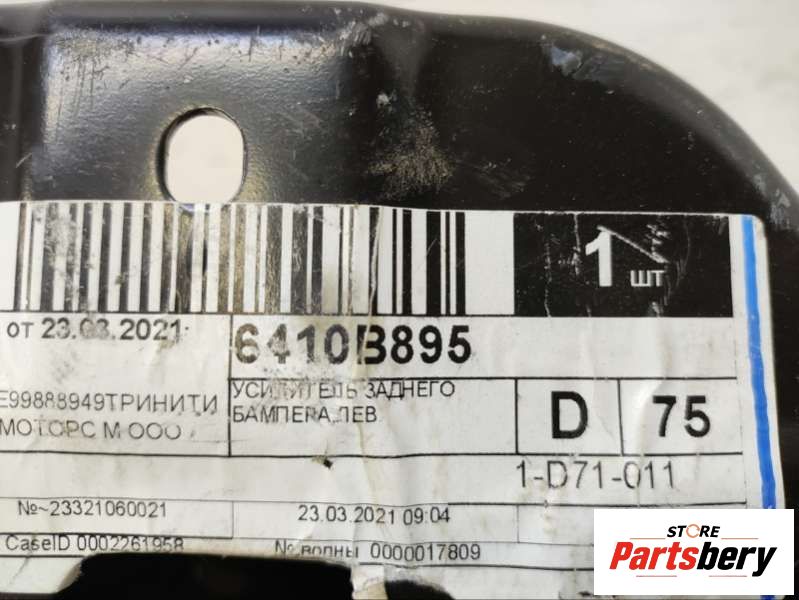 1
шт
от 23.03.2021
6410B895
E99888949ТРИНИТИ
МОТОРС М ООО
УСИЛИТЕЛЬ ЗАДНЕГО
БАМПЕРА ЛЕВ
D
75
1-D71-011
№~23321060021
23.03.2021 09:04
CaseID 0002261958
№ волны 0000017809
STORE
Partsbery